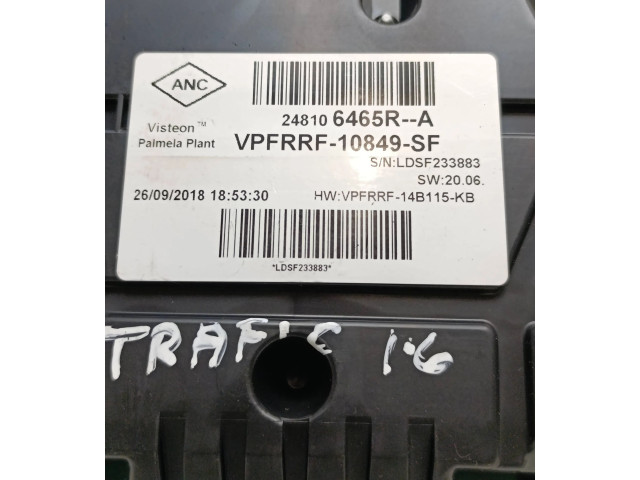 ANC
24810 6465R--A
Visteon™
Palmela Plant
VPFRRF-10849-SF
S/N:LDSF233883
SW:20.06.
26/09/2018 18:53:30
HW:VPFRRF-14B115-KB
*LDSF233883*
TRAFIC 1.6